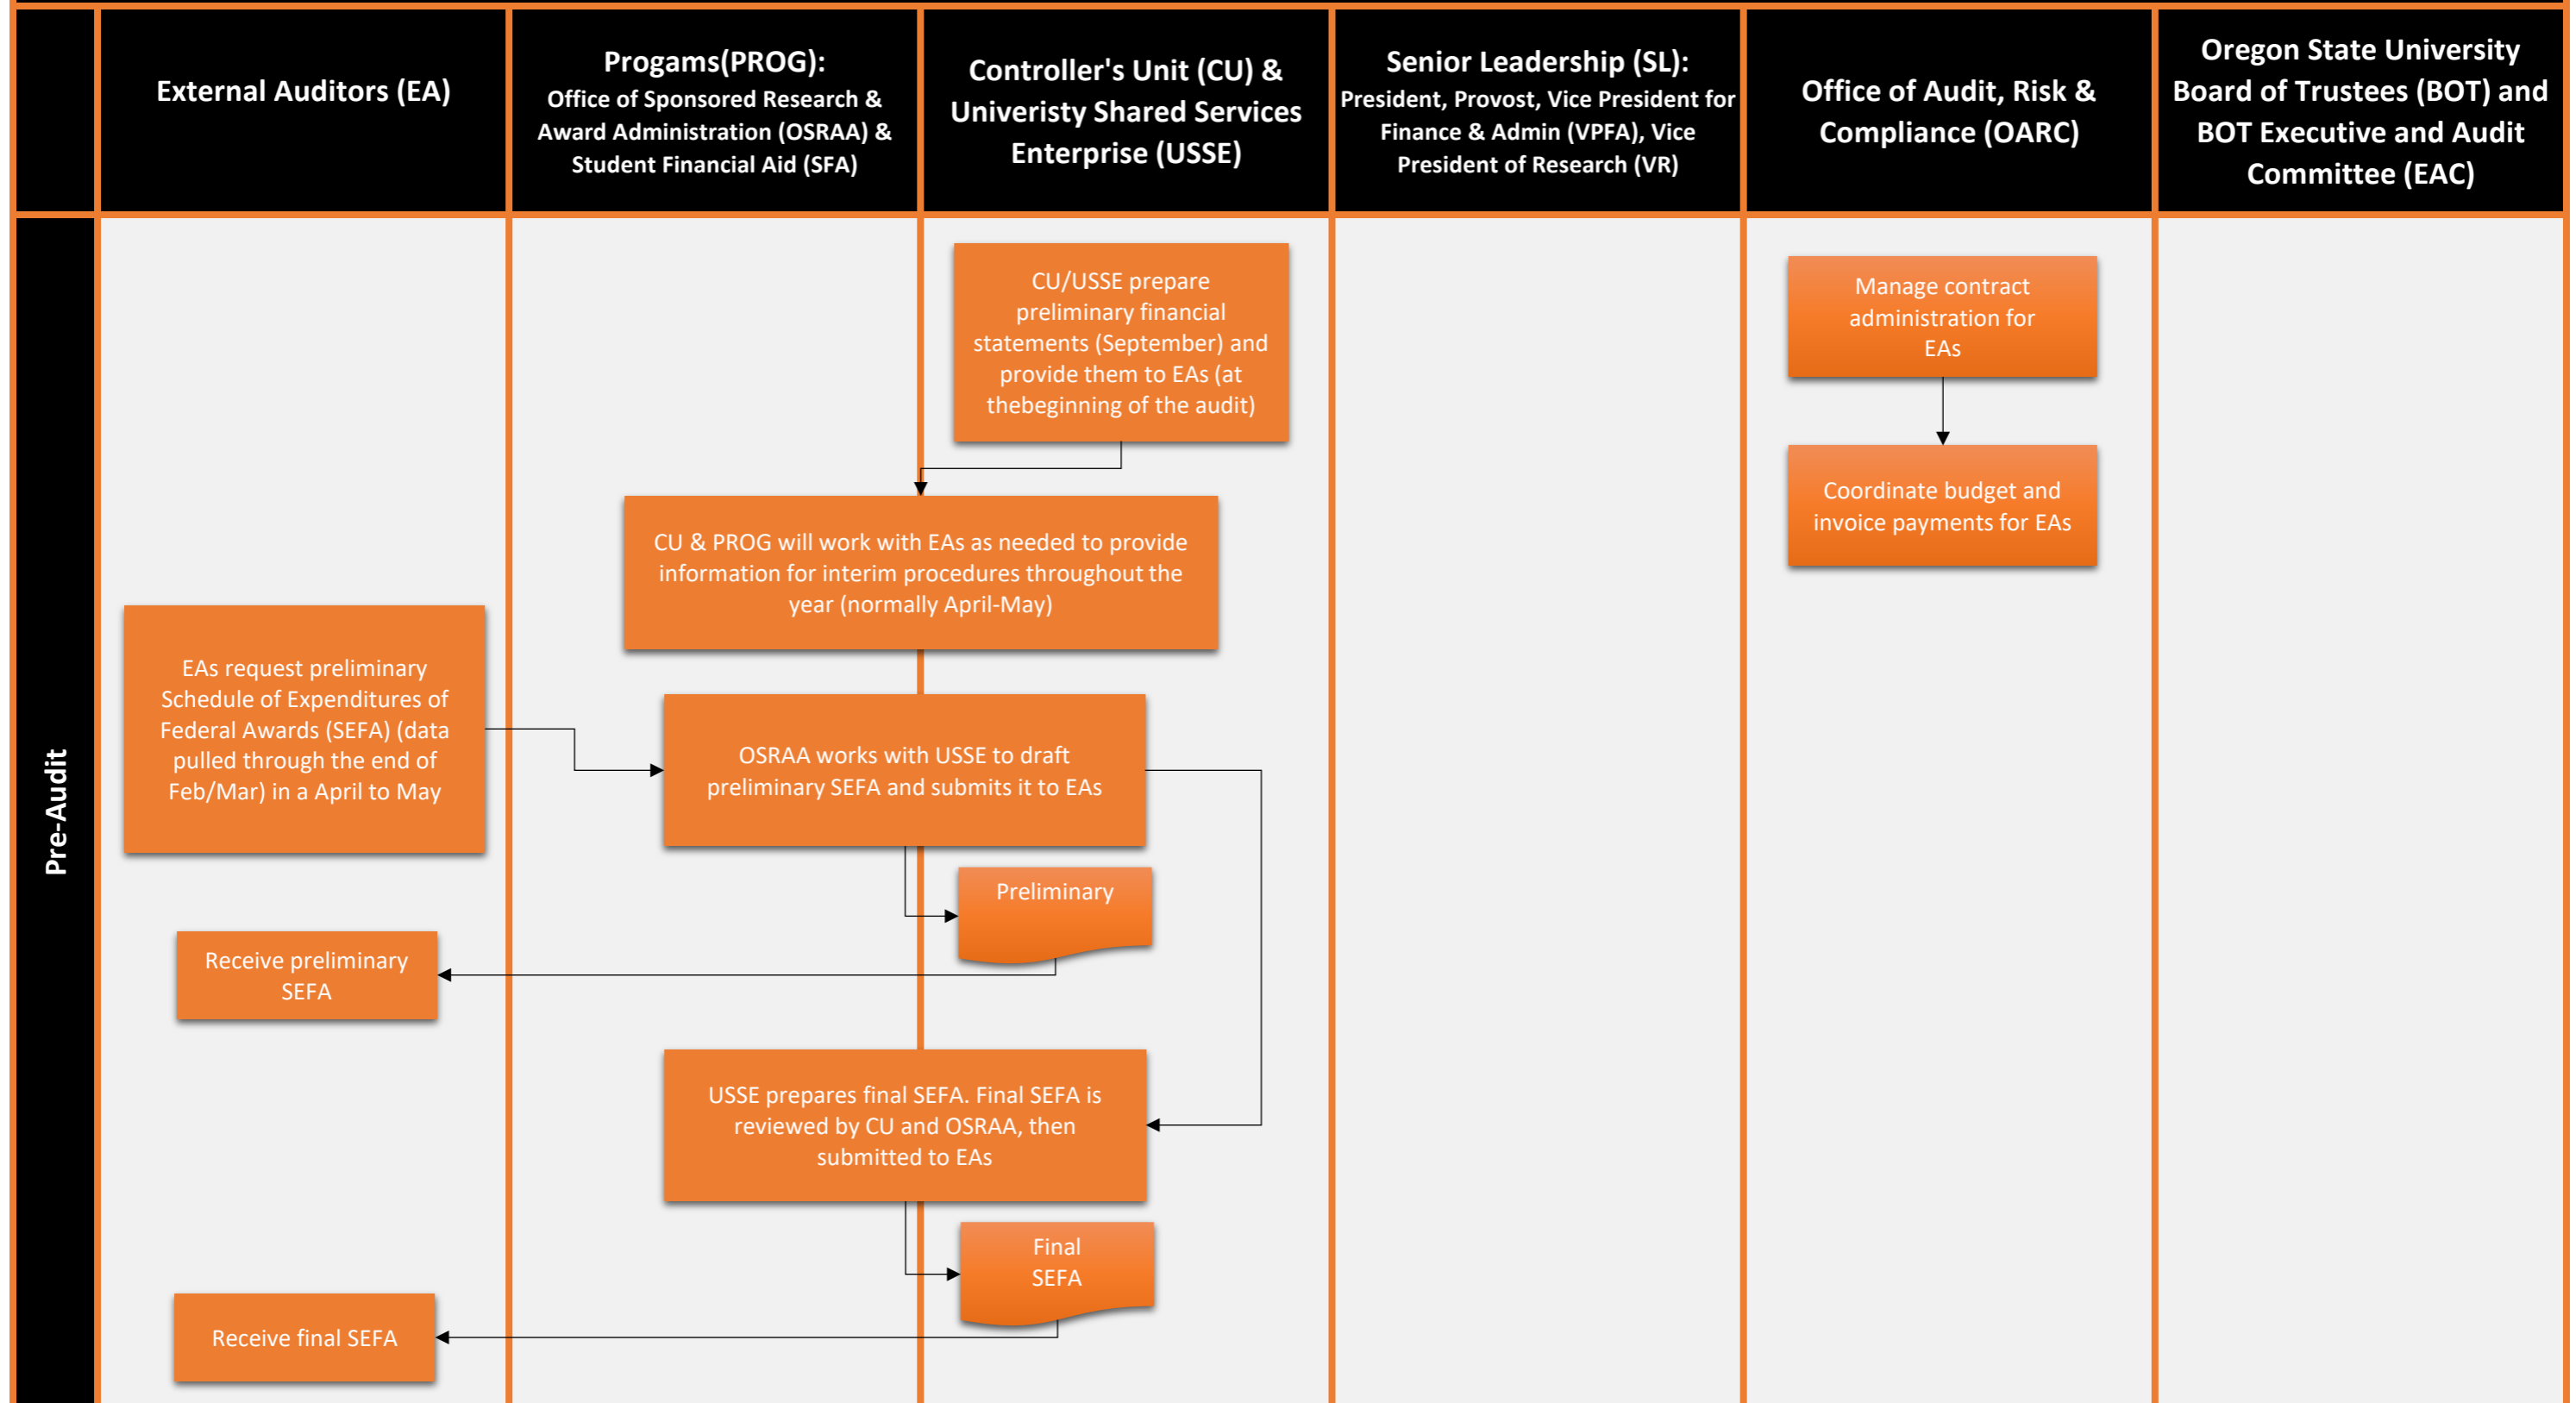 External Auditors (EA)
Progams(PROG):
Office of Sponsored Research &
Award Administration (OSRAA) &
Student Financial Aid (SFA)
Controller's Unit (CU) &
Univeristy Shared Services
Enterprise (USSE)
Senior Leadership (SL):
President, Provost, Vice President for
Finance & Admin (VPFA), Vice
President of Research (VR)
Office of Audit, Risk &
Compliance (OARC)
Oregon State University
Board of Trustees (BOT) and
BOT Executive and Audit
Committee (EAC)
Pre-Audit
CU/USSE prepare
preliminary financial
statements (September) and
provide them to EAs (at
thebeginning of the audit)
Manage contract
administration for
EAs
Coordinate budget and
invoice payments for EAs
CU & PROG will work with EAs as needed to provide
information for interim procedures throughout the
year (normally April-May)
EAs request preliminary
Schedule of Expenditures of
Federal Awards (SEFA) (data
pulled through the end of
Feb/Mar) in a April to May
OSRAA works with USSE to draft
preliminary SEFA and submits it to EAs
Preliminary
Receive preliminary
SEFA
USSE prepares final SEFA. Final SEFA is
reviewed by CU and OSRAA, then
submitted to EAs
Final
SEFA
Receive final SEFA